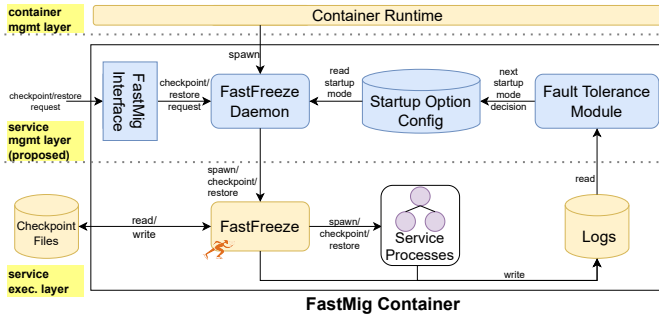 container
mgmt layer
Container Runtime
spawn
checkpoint/restore
request
FastMig
Interface
checkpoint/
restore
request
FastFreeze
Daemon
read
startup
mode
Startup Option
Config
next
startup
mode
decision
Fault Tolerance
Module
service
mgmt layer
(proposed)
spawn/
checkpoint/
restore
read
Checkpoint
Files
read/
write
FastFreeze
spawn/
checkpoint/
restore
Service
Processes
Logs
write
service
exec. layer
FastMig Container